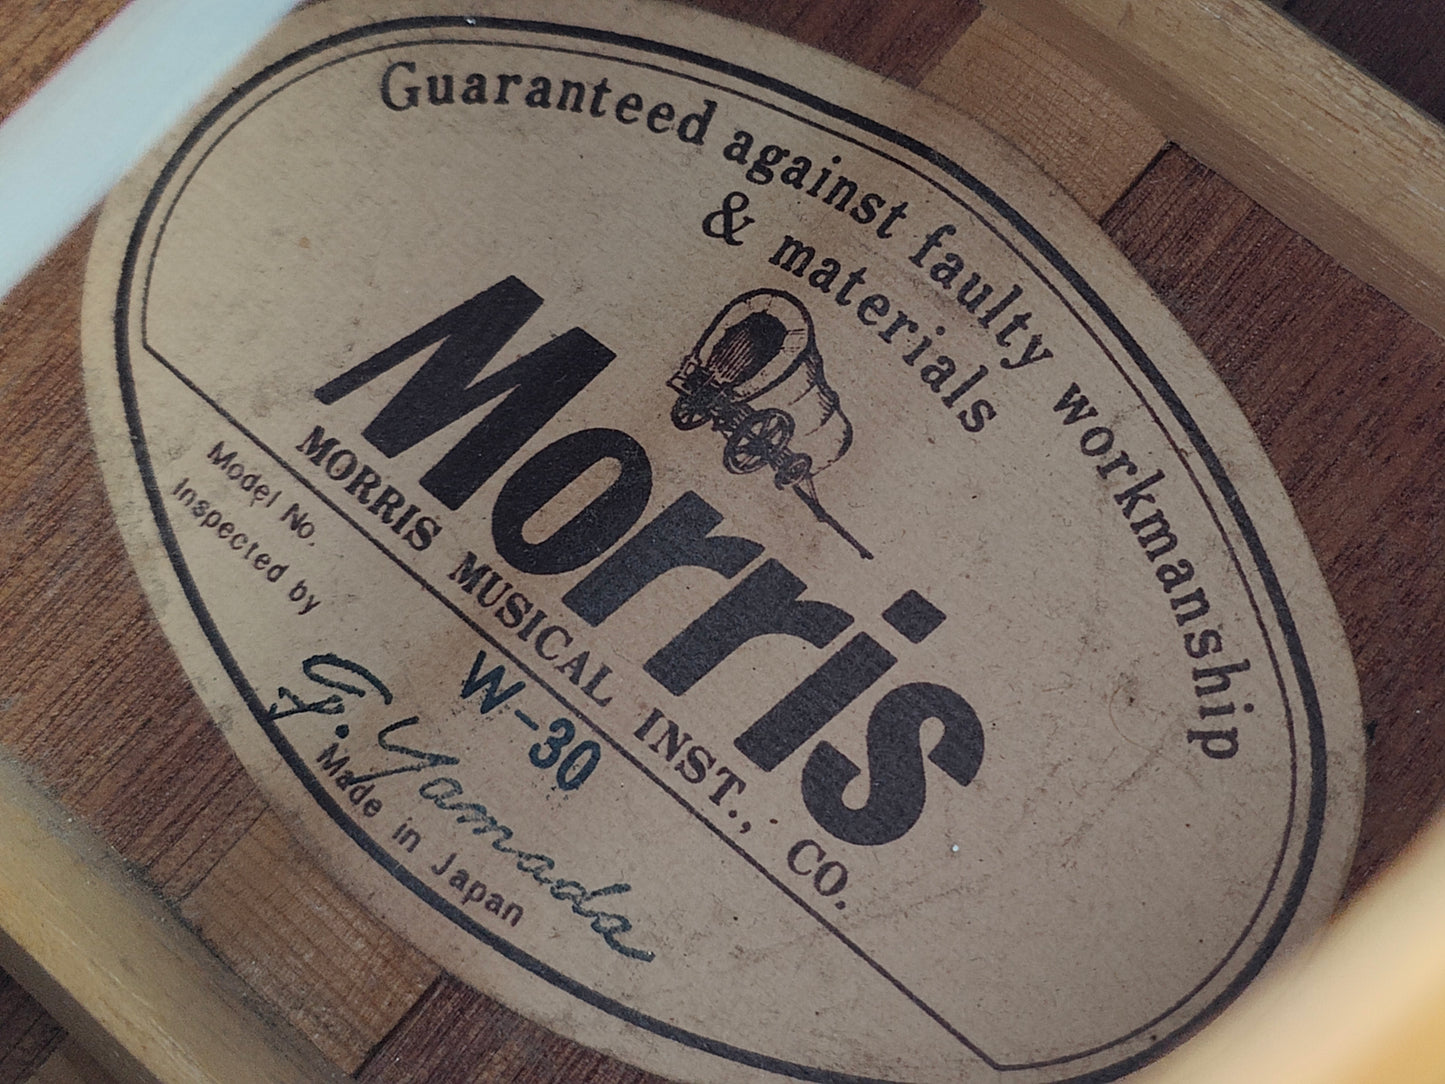 Guaranteed against faulty workmanship
& materials
Morris
MORRIS MUSICAL INST., CO.
Model No. W-30
Inspected by G. Yamada
Made in Japan